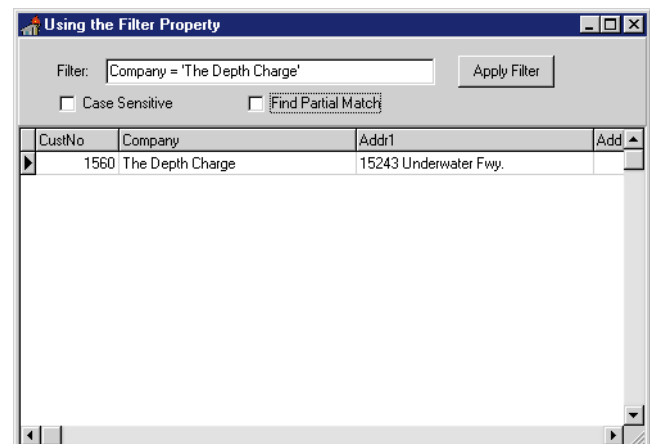 Using the Filter Property
Filter: Company = 'The Depth Charge' Apply Filter
Case Sensitive Find Partial Match
CustNo Company Addr1 Add
1560 The Depth Charge 15243 Underwater Fwy.